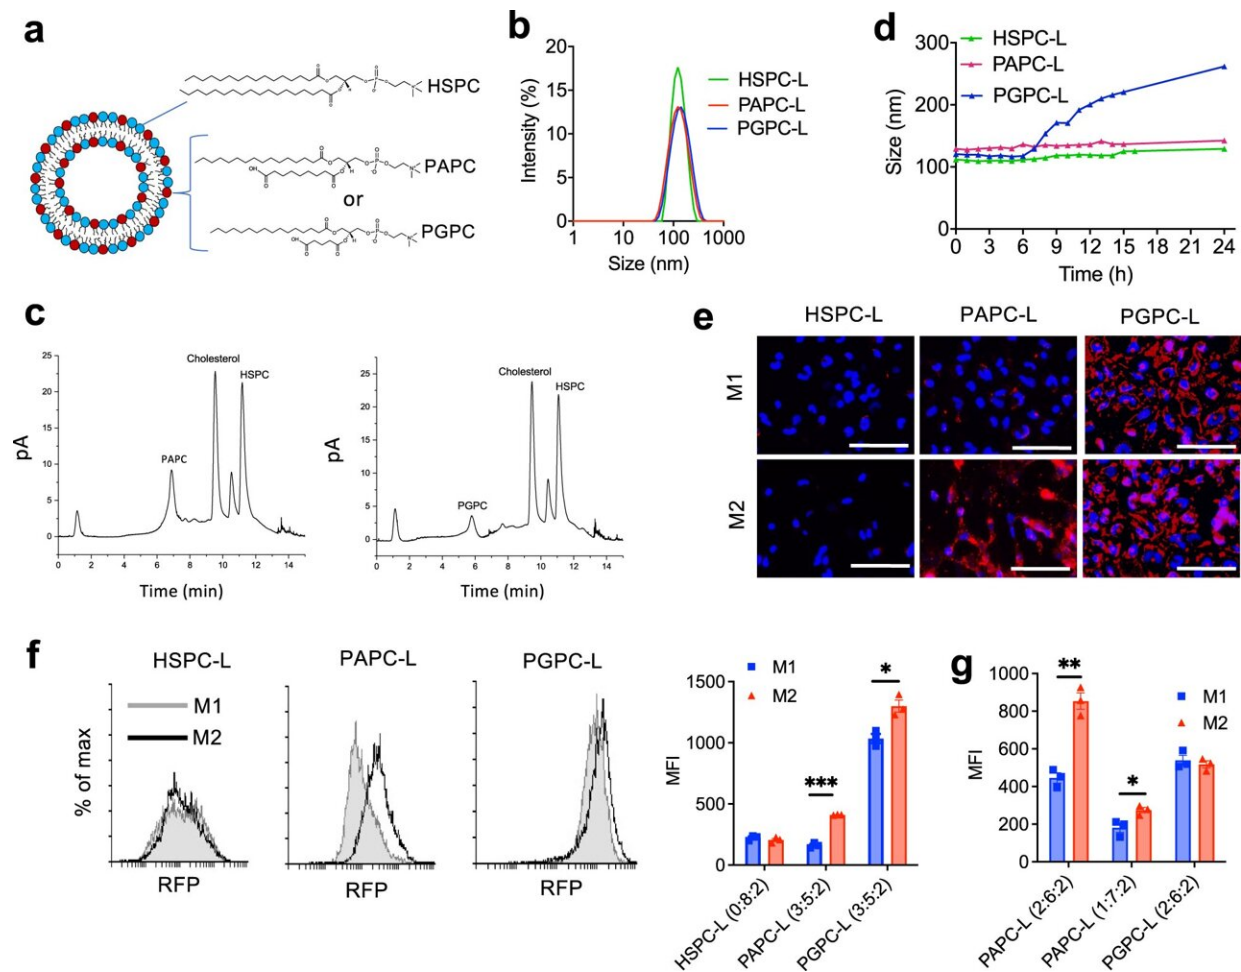 a
HSPC
PAPC
or
PGPC
OH
HO
b
Intensity (%)
20
15
10
5
0
1 10 100 1000
Size (nm)
HSPC-L
PAPC-L
PGPC-L
d
HSPC-L
PAPC-L
PGPC-L
Size (nm)
300
200
100
0
0 3 6 9 12 15 18 21 24
Time (h)
c
pA
25
20
15
10
5
0
PAPC
Cholesterol
HSPC
0 2 4 6 8 10 12 14
Time (min)
pA
25
20
15
10
5
0
PGPC
Cholesterol
HSPC
0 2 4 6 8 10 12 14
Time (min)
e
HSPC-L PAPC-L PGPC-L
M1
M2
f
HSPC-L PAPC-L PGPC-L
M1
M2
% of max
RFP RFP RFP
MFI
1500
1000
500
0
M1
M2
***
*
HSPC-L (0:8:2)
PAPC-L (3:5:2)
PGPC-L (3:5:2)
g
MFI
1000
800
600
400
200
0
M1
M2
**
*
PAPC-L (2:6:2)
PAPC-L (1:7:2)
PGPC-L (2:6:2)